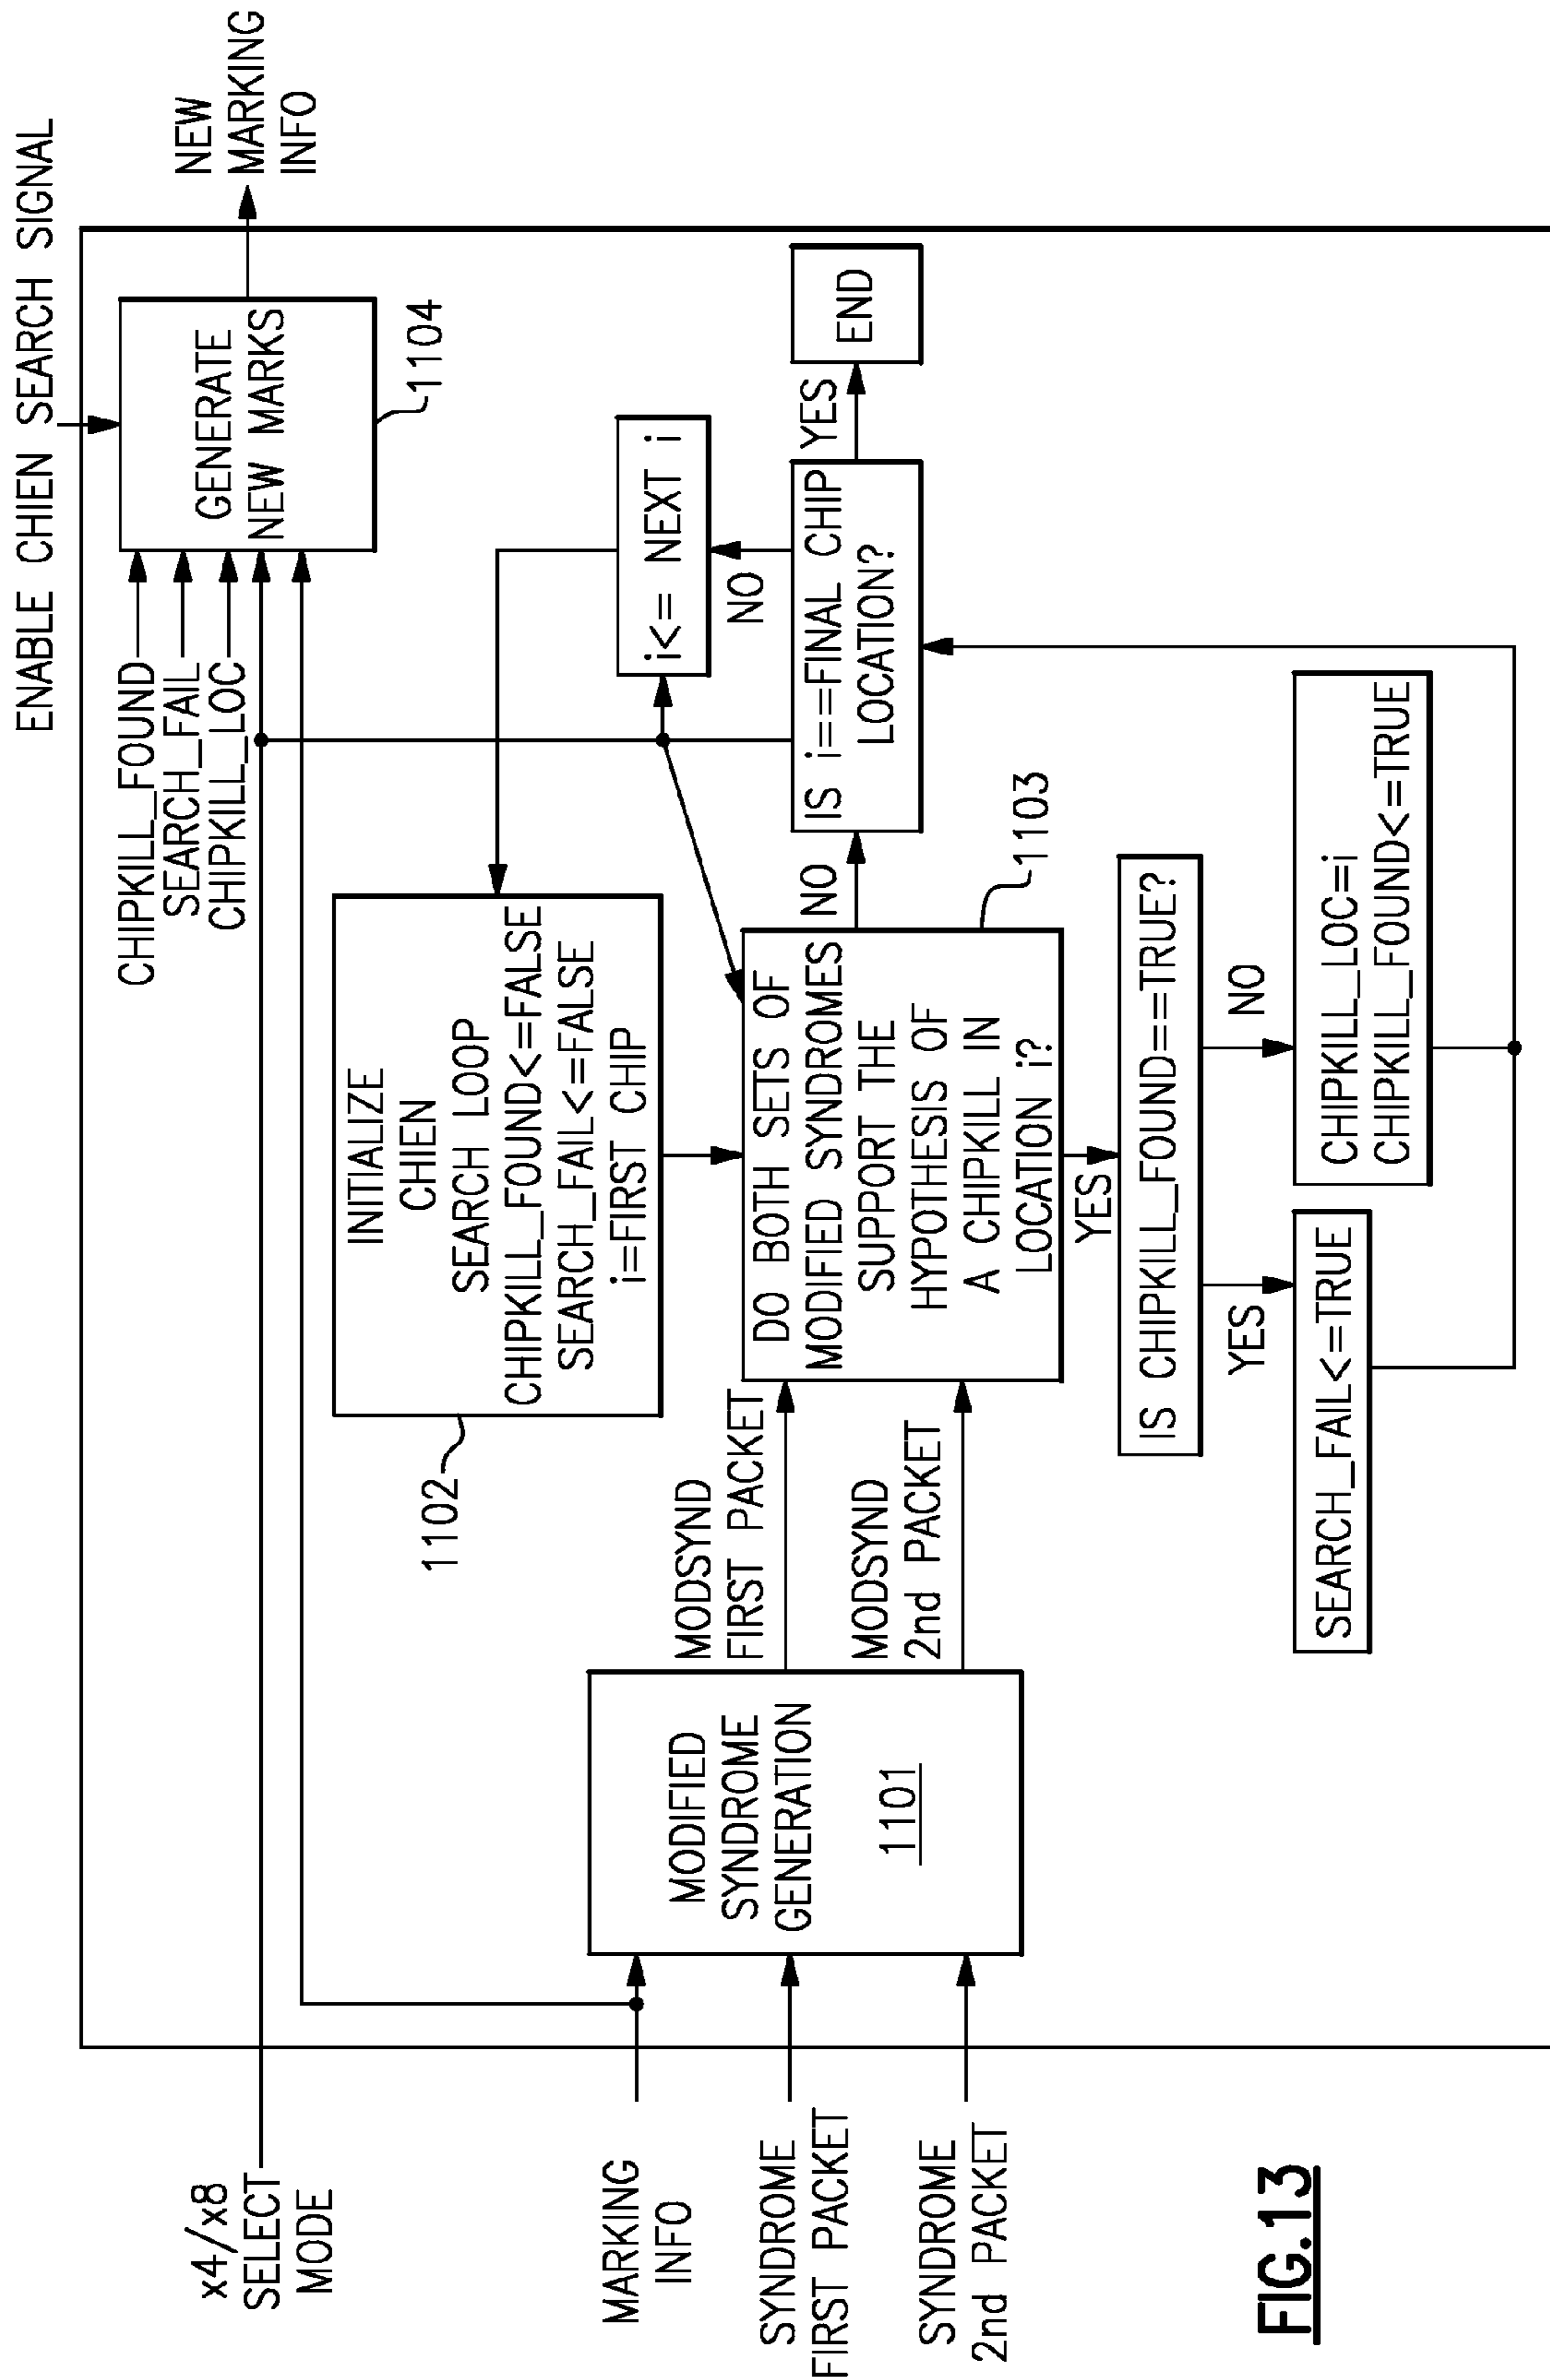 ENABLE CHIEN SEARCH SIGNAL
x4/x8
SELECT
MODE
CHIPKILL_FOUND
SEARCH_FAIL
CHIPKILL_LOC
GENERATE
NEW MARKS
1104
NEW
MARKING
INFO
INITIALIZE
CHIEN
SEARCH LOOP
CHIPKILL_FOUND<=FALSE
SEARCH_FAIL<=FALSE
i=FIRST CHIP
1102
i<= NEXT i
NO
MARKING
INFO
SYNDROME
FIRST PACKET
SYNDROME
2nd PACKET
MODIFIED
SYNDROME
GENERATION
1101
MODSYND
FIRST PACKET
MODSYND
2nd PACKET
DO BOTH SETS OF
MODIFIED SYNDROMES
SUPPORT THE
HYPOTHESIS OF
A CHIPKILL IN
LOCATION i?
1103
NO
IS i==FINAL CHIP
LOCATION?
YES
END
YES
IS CHIPKILL_FOUND==TRUE?
YES
NO
SEARCH_FAIL<=TRUE
CHIPKILL_LOC=i
CHIPKILL_FOUND<=TRUE
FIG.13